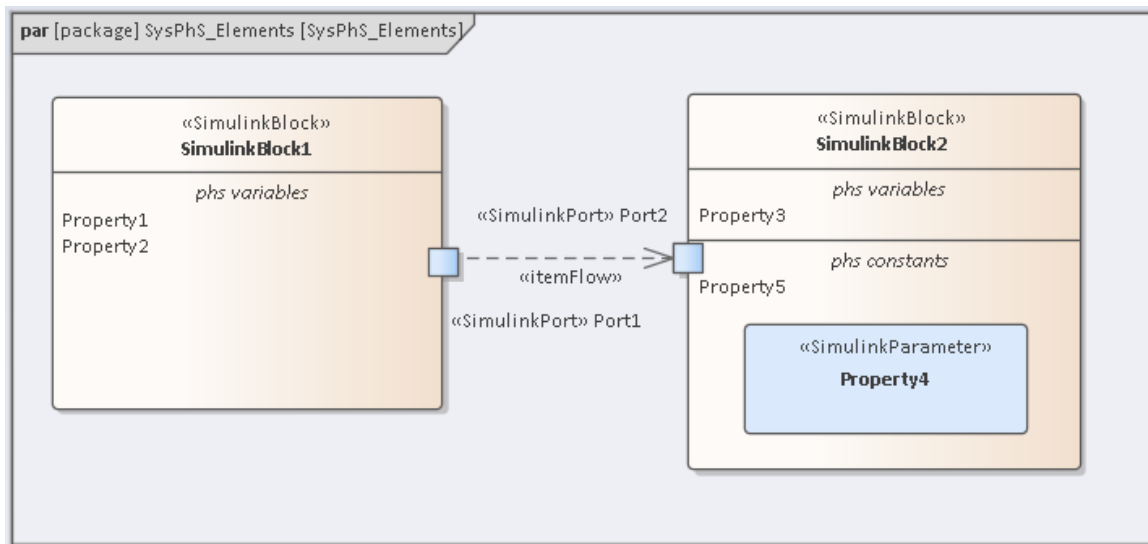 par [package] SysPhS_Elements [SysPhS_Elements]
«SimulinkBlock»
SimulinkBlock1
phs variables
Property1
Property2
«SimulinkPort» Port2
«itemFlow»
«SimulinkPort» Port1
«SimulinkBlock»
SimulinkBlock2
phs variables
Property3
phs constants
Property5
«SimulinkParameter»
Property4